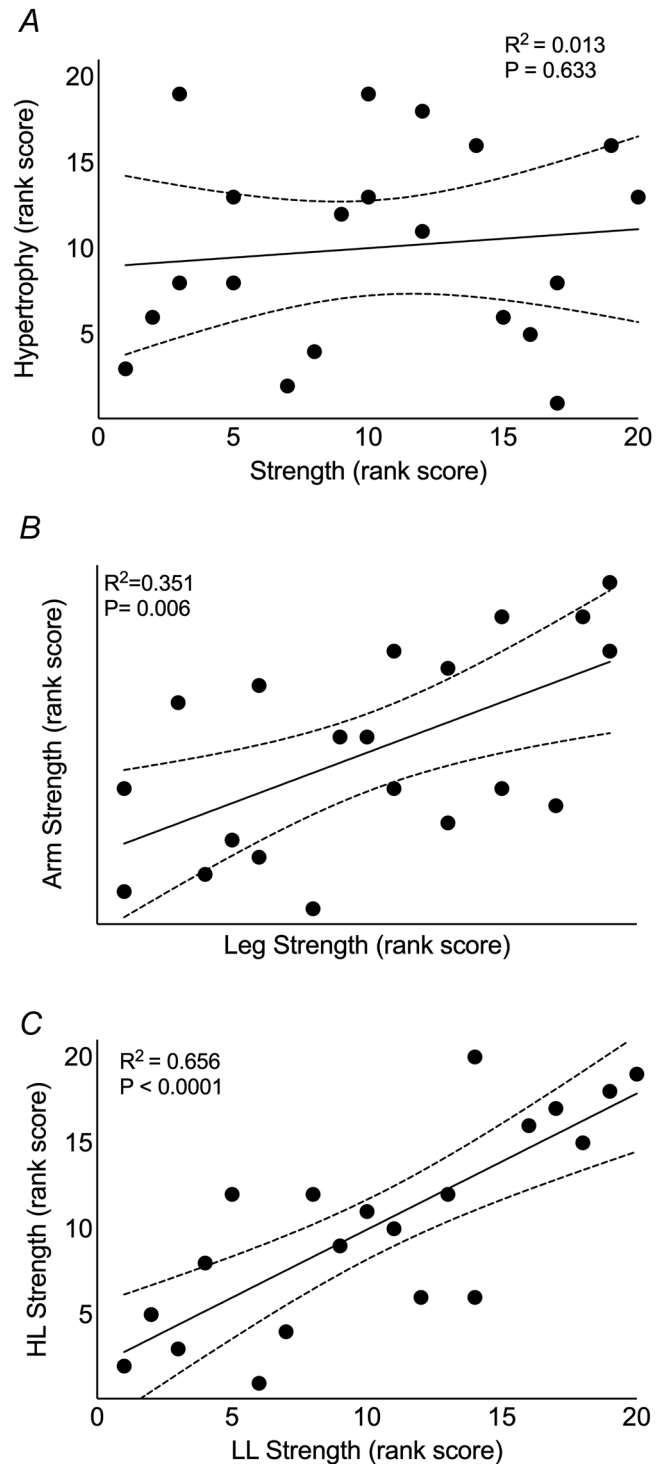 A
R² = 0.013
P = 0.633
Hypertrophy (rank score)
20
15
10
5
0 5 10 15 20
Strength (rank score)
B
R²=0.351
P= 0.006
Arm Strength (rank score)
Leg Strength (rank score)
C
R² = 0.656
P < 0.0001
HL Strength (rank score)
20
15
10
5
0 5 10 15 20
LL Strength (rank score)